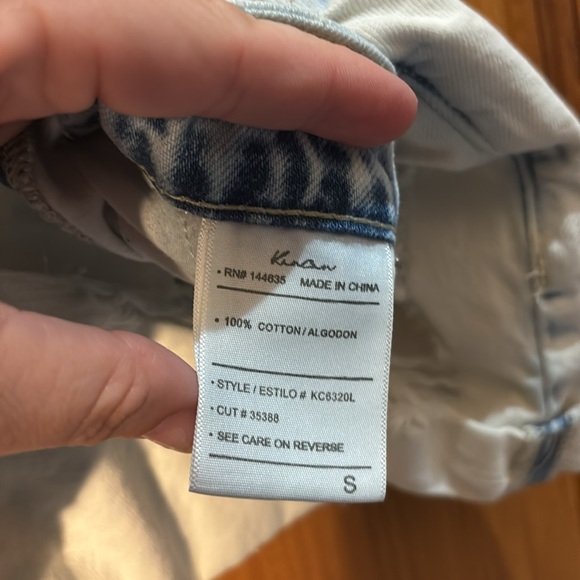 KanCan
• RN# 144635 MADE IN CHINA
• 100% COTTON/ALGODON
• STYLE / ESTILO # KC6320L
• CUT # 35388
• SEE CARE ON REVERSE
S